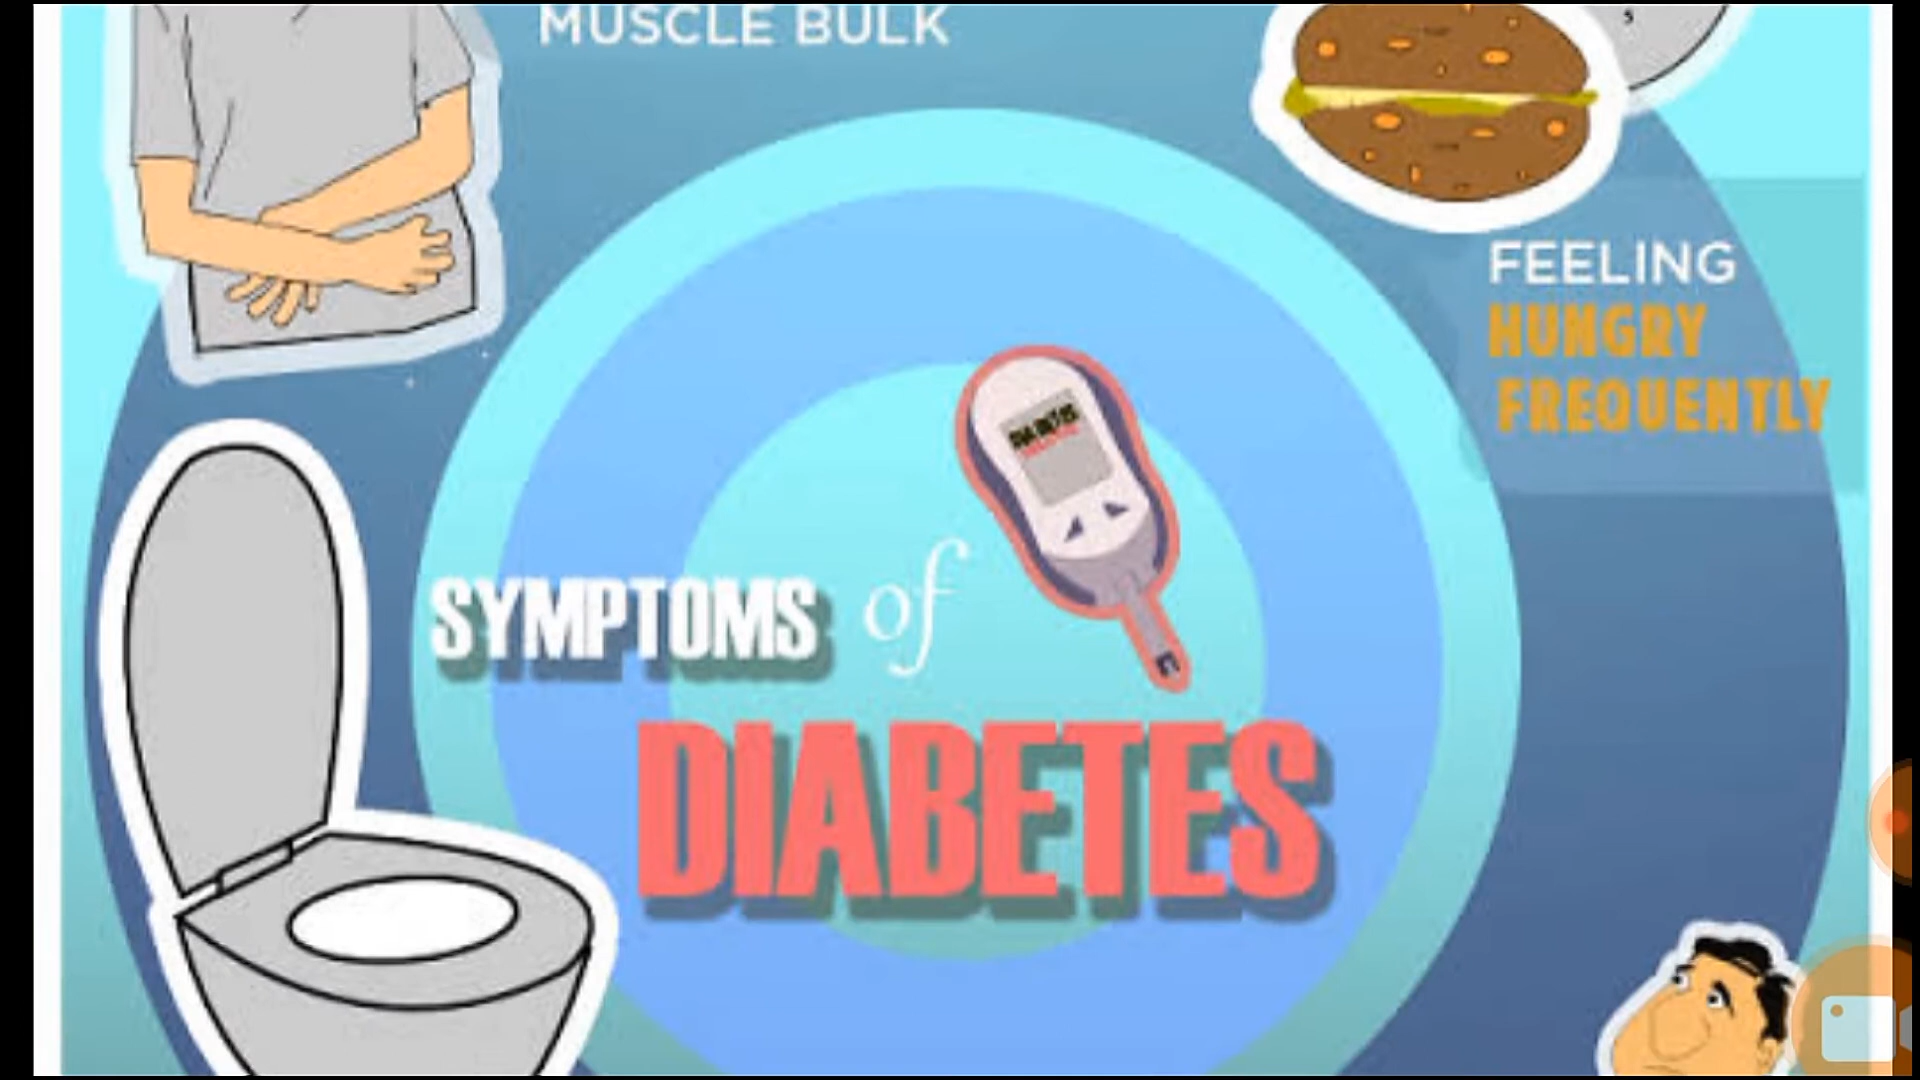 MUSCLE BULK
FEELING
HUNGRY
FREQUENTLY
SYMPTOMS of
DIABETES